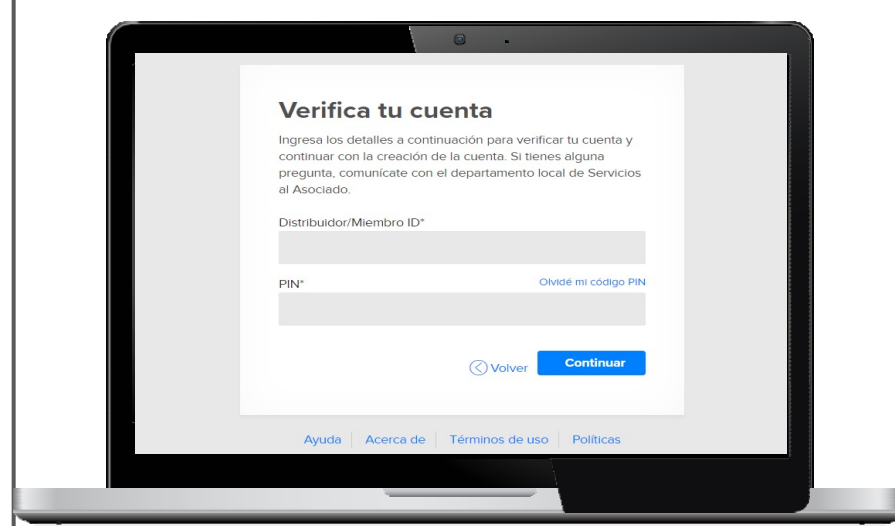 Verifica tu cuenta
Ingresa los detalles a continuación para verificar tu cuenta y
continuar con la creación de la cuenta. Si tienes alguna
pregunta, comunícate con el departamento local de Servicios
al Asociado.
Distribuidor/Miembro ID*
PIN*
Olvidé mi código PIN
Volver
Continuar
Ayuda
Acerca de
Términos de uso
Políticas